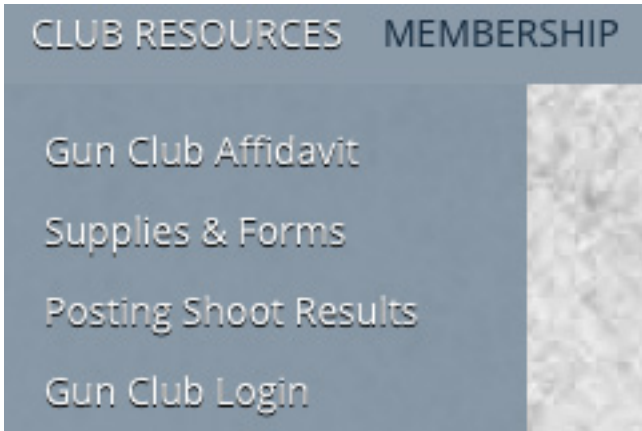 CLUB RESOURCES MEMBERSHIP
Gun Club Affidavit
Supplies & Forms
Posting Shoot Results
Gun Club Login